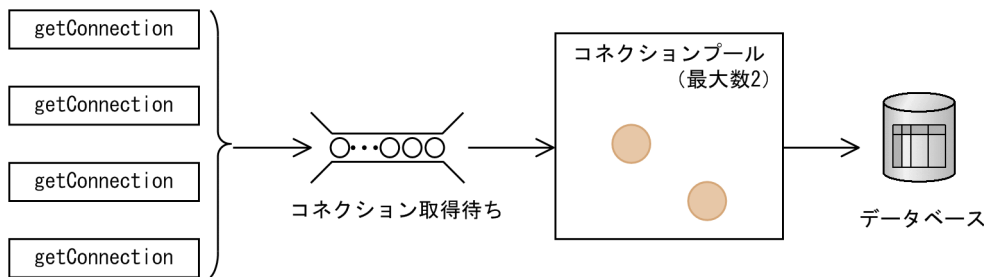 getConnection
getConnection
getConnection
getConnection
コネクション取得待ち
コネクションプール
（最大数2）
データベース